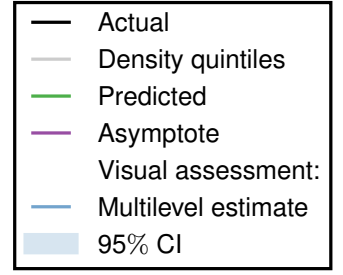 Actual
Density quintiles
Predicted
Asymptote
Visual assessment:
Multilevel estimate
95% CI